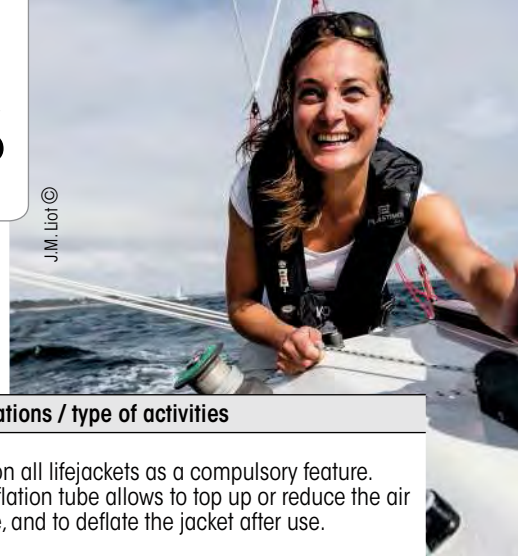 J.M. Liot ©
PLASTIMO
ations / type of activities
on all lifejackets as a compulsory feature.
flation tube allows to top up or reduce the air
e, and to deflate the jacket after use.